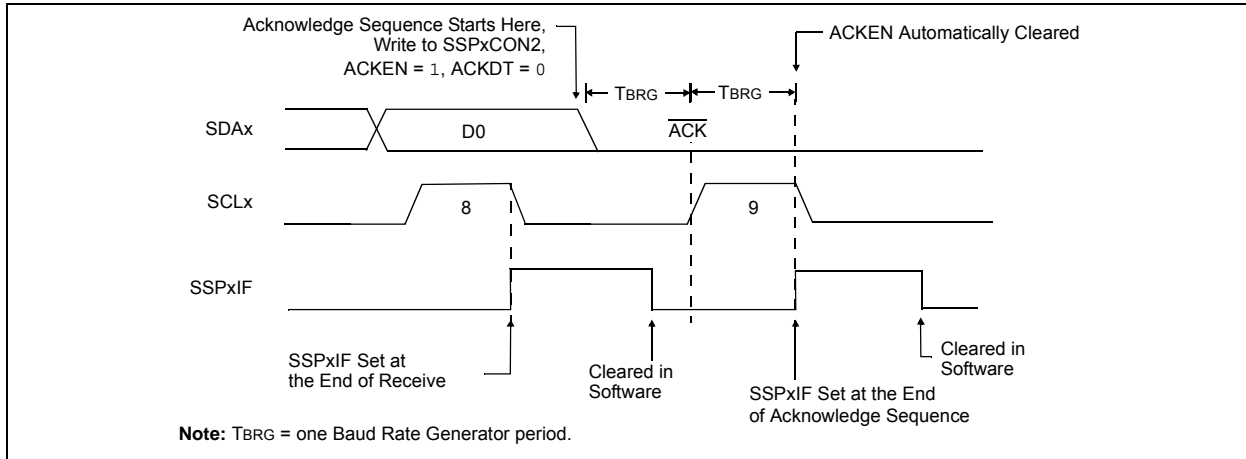 Acknowledge Sequence Starts Here,
Write to SSPxCON2,
ACKEN = 1, ACKDT = 0
ACKEN Automatically Cleared
TBRG
TBRG
SDAx
D0
ACK
SCLx
8
9
SSPxIF
SSPxIF Set at
the End of Receive
Cleared in
Software
SSPxIF Set at the End
of Acknowledge Sequence
Cleared in
Software
Note: TBRG = one Baud Rate Generator period.